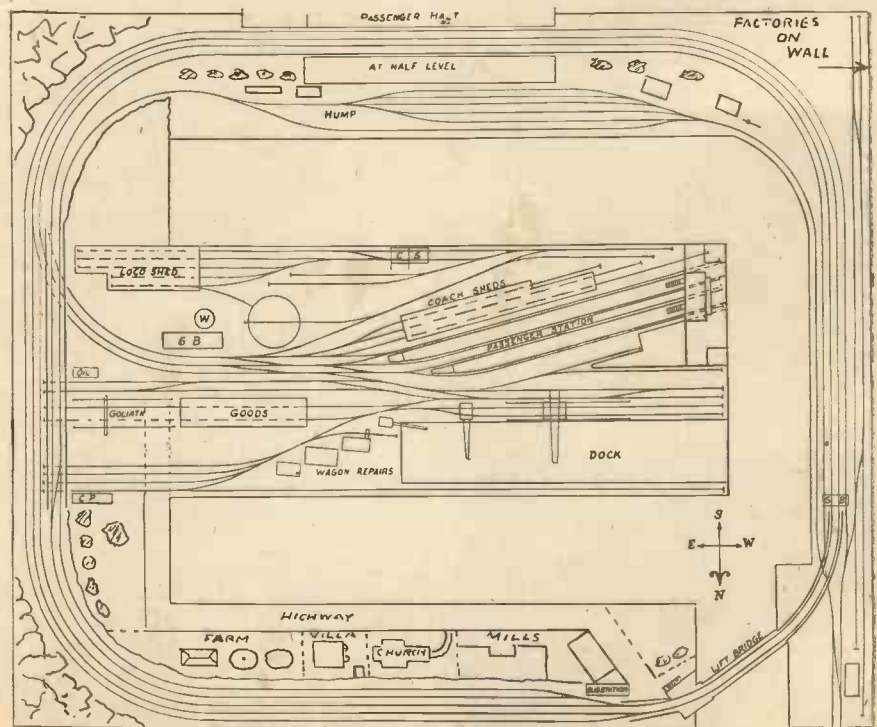 PASSENGER HALT
FACTORIES
ON
WALL
AT HALF LEVEL
HUMP
LOCO SHED
C S
COACH SHEDS
W
S B
PASSENGER STATION
OIL
GOLIATH
GOODS
DOCK
WAGON REPAIRS
C P
S B
S
E W
N
HIGHWAY
FARM
VILLA
CHURCH
MILLS
LIFT BRIDGE
SUBSTATION